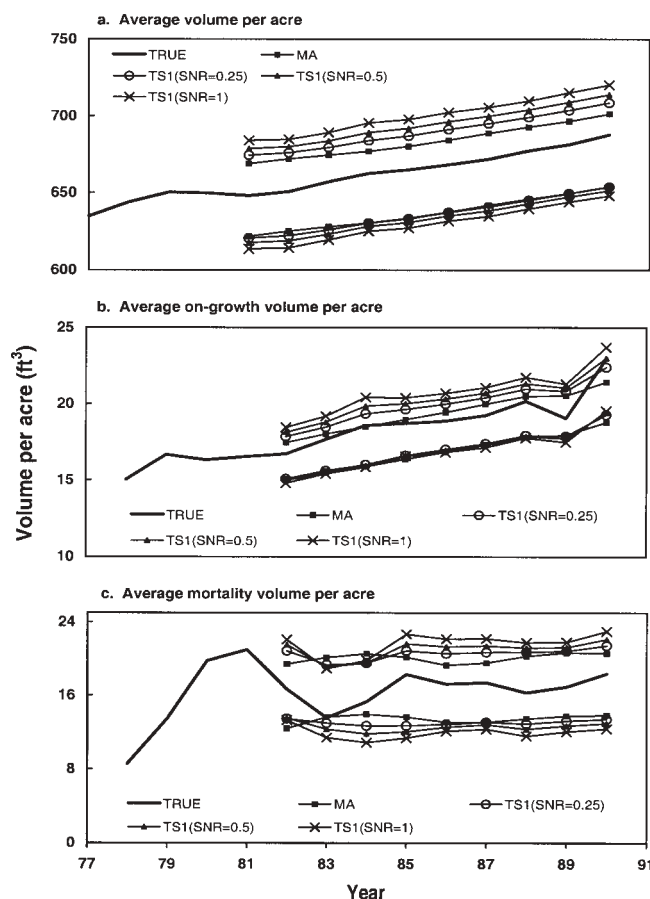 a. Average volume per acre
750
TRUE MA
TS1(SNR=0.25) TS1(SNR=0.5)
TS1(SNR=1)
700
650
600
b. Average on-growth volume per acre
25
20
15
TRUE MA TS1(SNR=0.25)
TS1(SNR=0.5) TS1(SNR=1)
10
Volume per acre (ft³)
c. Average mortality volume per acre
24
16
8
TRUE MA TS1(SNR=0.25)
TS1(SNR=0.5) TS1(SNR=1)
0
77 79 81 83 85 87 89 91
Year